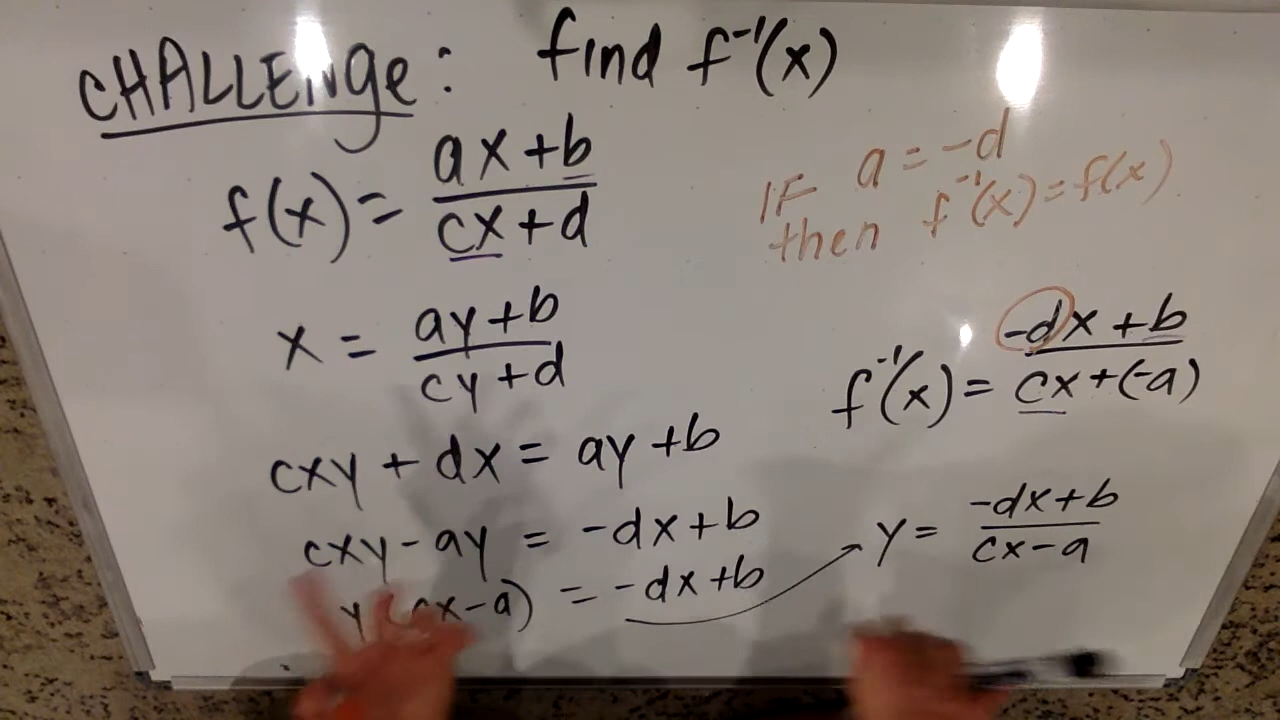 CHALLENge: find f⁻¹(x)
f(x) = (ax+b)/(cx+d)
IF a = -d
then f⁻¹(x) = f(x)
x = (ay+b)/(cy+d)
f⁻¹(x) = (-dx+b)/(cx+(-a))
cxy + dx = ay + b
cxy - ay = -dx + b
y = (-dx+b)/(cx-a)
x-a) = -dx + b